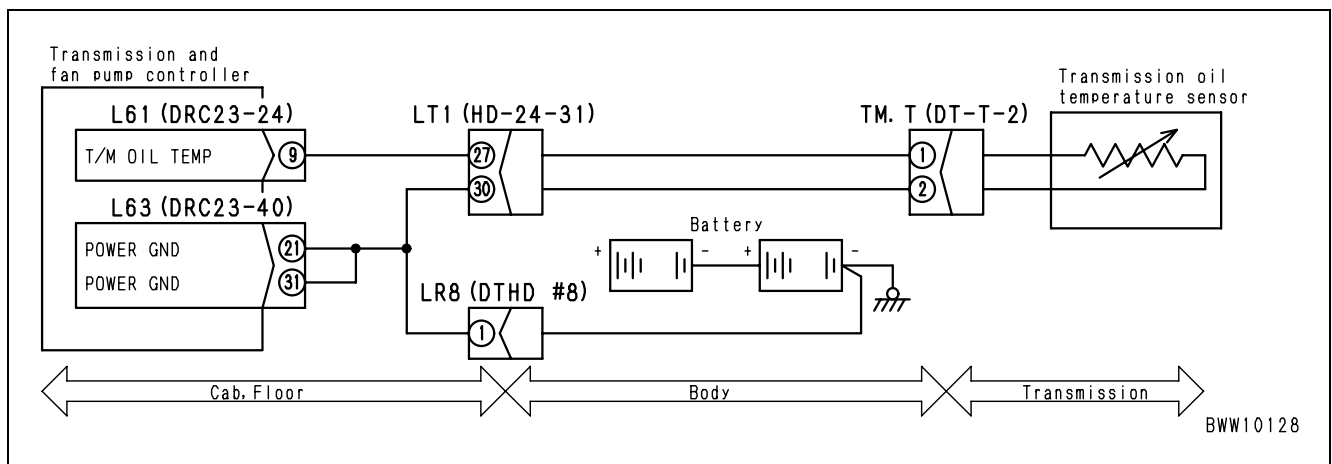 Transmission and
fan pump controller
L61 (DRC23-24)
T/M OIL TEMP
9
L63 (DRC23-40)
POWER GND
21
POWER GND
31
LT1 (HD-24-31)
27
30
LR8 (DTHD #8)
1
Battery
+ - + -
TM. T (DT-T-2)
1
2
Transmission oil
temperature sensor
Cab, Floor
Body
Transmission
BWW10128